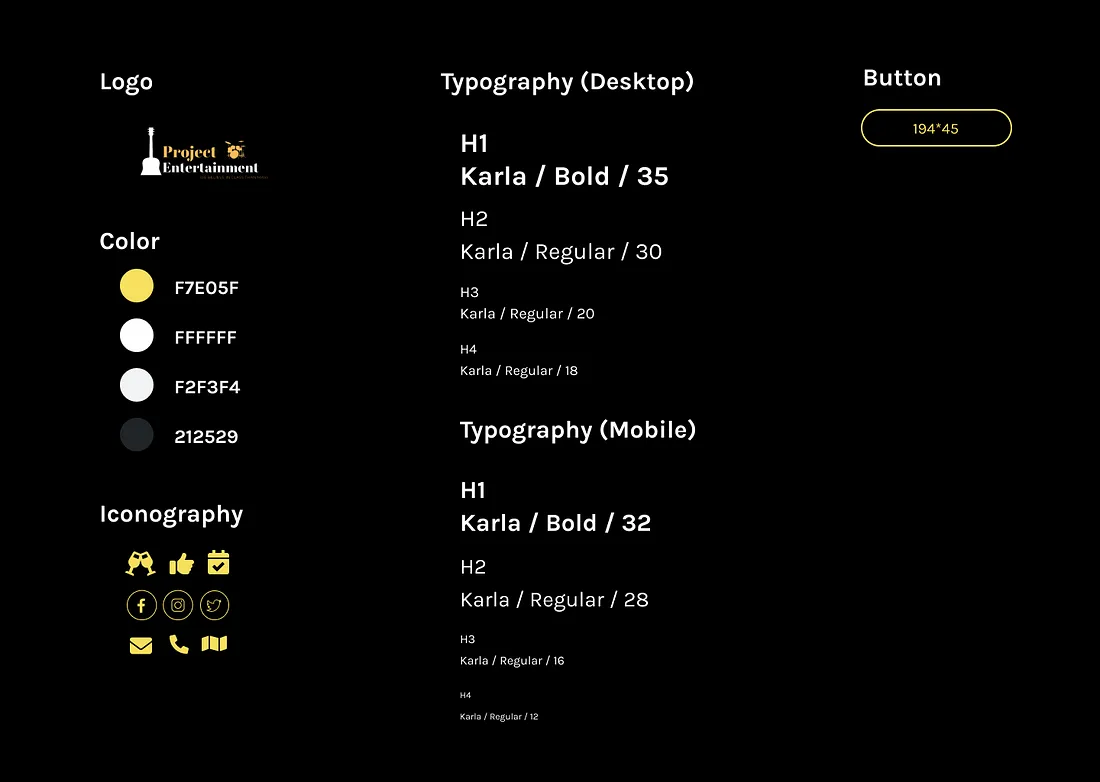 Logo
Project
Entertainment
Color
F7E05F
FFFFFF
F2F3F4
212529
Iconography
Typography (Desktop)
H1
Karla / Bold / 35
H2
Karla / Regular / 30
H3
Karla / Regular / 20
H4
Karla / Regular / 18
Typography (Mobile)
H1
Karla / Bold / 32
H2
Karla / Regular / 28
H3
Karla / Regular / 16
H4
Karla / Regular / 12
Button
194*45